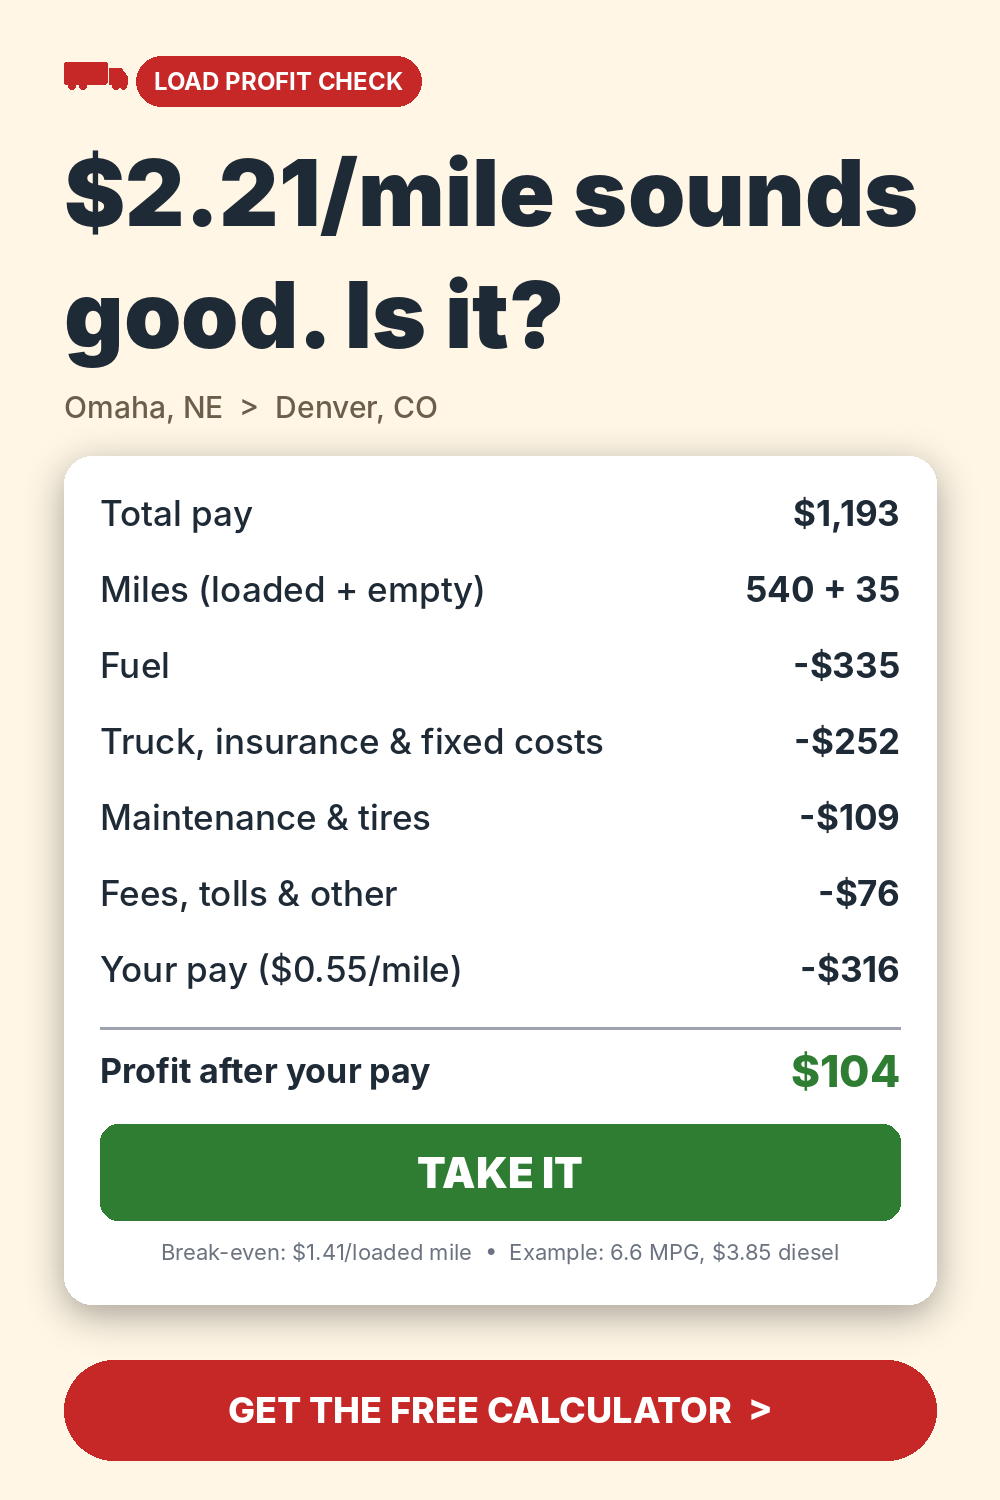 LOAD PROFIT CHECK
$2.21/mile sounds
good. Is it?
Omaha, NE > Denver, CO
Total pay $1,193
Miles (loaded + empty) 540 + 35
Fuel -$335
Truck, insurance & fixed costs -$252
Maintenance & tires -$109
Fees, tolls & other -$76
Your pay ($0.55/mile) -$316
Profit after your pay $104
TAKE IT
Break-even: $1.41/loaded mile • Example: 6.6 MPG, $3.85 diesel
GET THE FREE CALCULATOR >